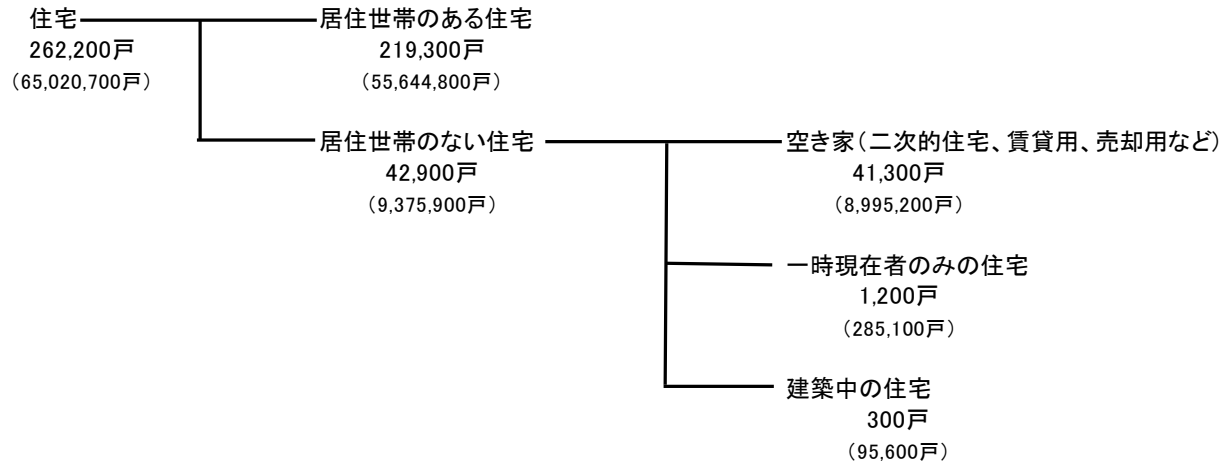 住宅
262,200戸
（65,020,700戸）
居住世帯のある住宅
219,300戸
（55,644,800戸）
居住世帯のない住宅
42,900戸
（9,375,900戸）
空き家（二次的住宅、賃貸用、売却用など）
41,300戸
（8,995,200戸）
一時現在者のみの住宅
1,200戸
（285,100戸）
建築中の住宅
300戸
（95,600戸）